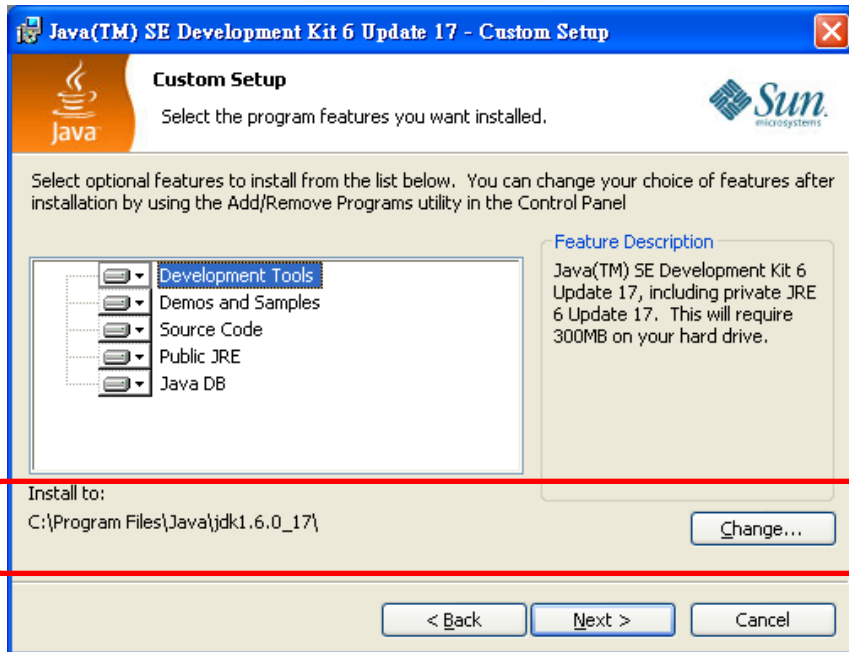 Java(TM) SE Development Kit 6 Update 17 - Custom Setup
Java
Custom Setup
Select the program features you want installed.
Sun
microsystems
Select optional features to install from the list below.  You can change your choice of features after
installation by using the Add/Remove Programs utility in the Control Panel
Development Tools
Demos and Samples
Source Code
Public JRE
Java DB
Feature Description
Java(TM) SE Development Kit 6
Update 17, including private JRE
6 Update 17.  This will require
300MB on your hard drive.
Install to:
C:\Program Files\Java\jdk1.6.0_17\
Change...
< Back
Next >
Cancel